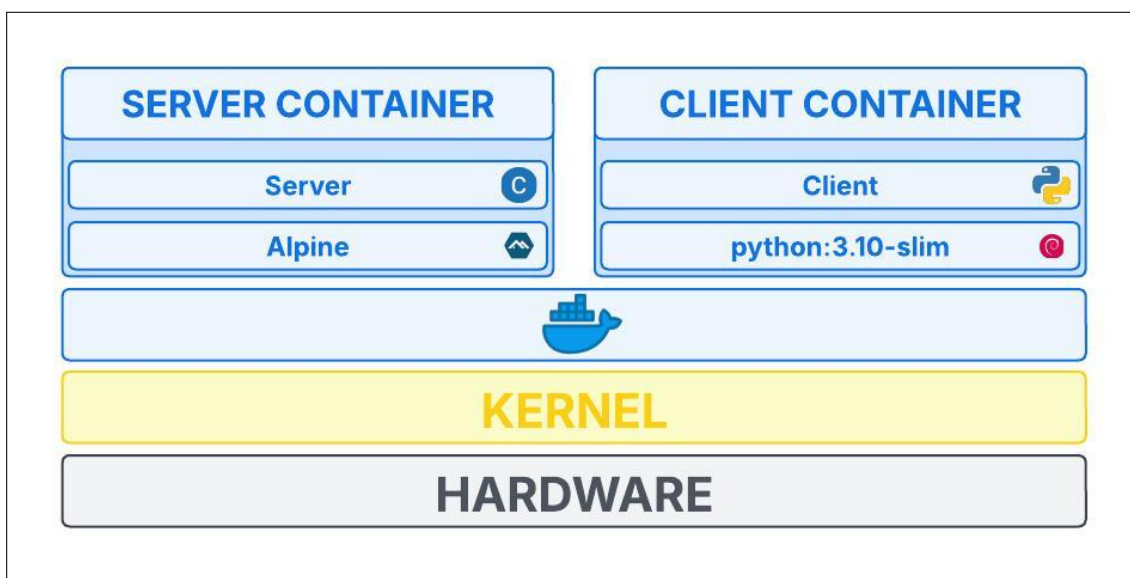 SERVER CONTAINER
Server
C
Alpine
CLIENT CONTAINER
Client
python:3.10-slim
KERNEL
HARDWARE